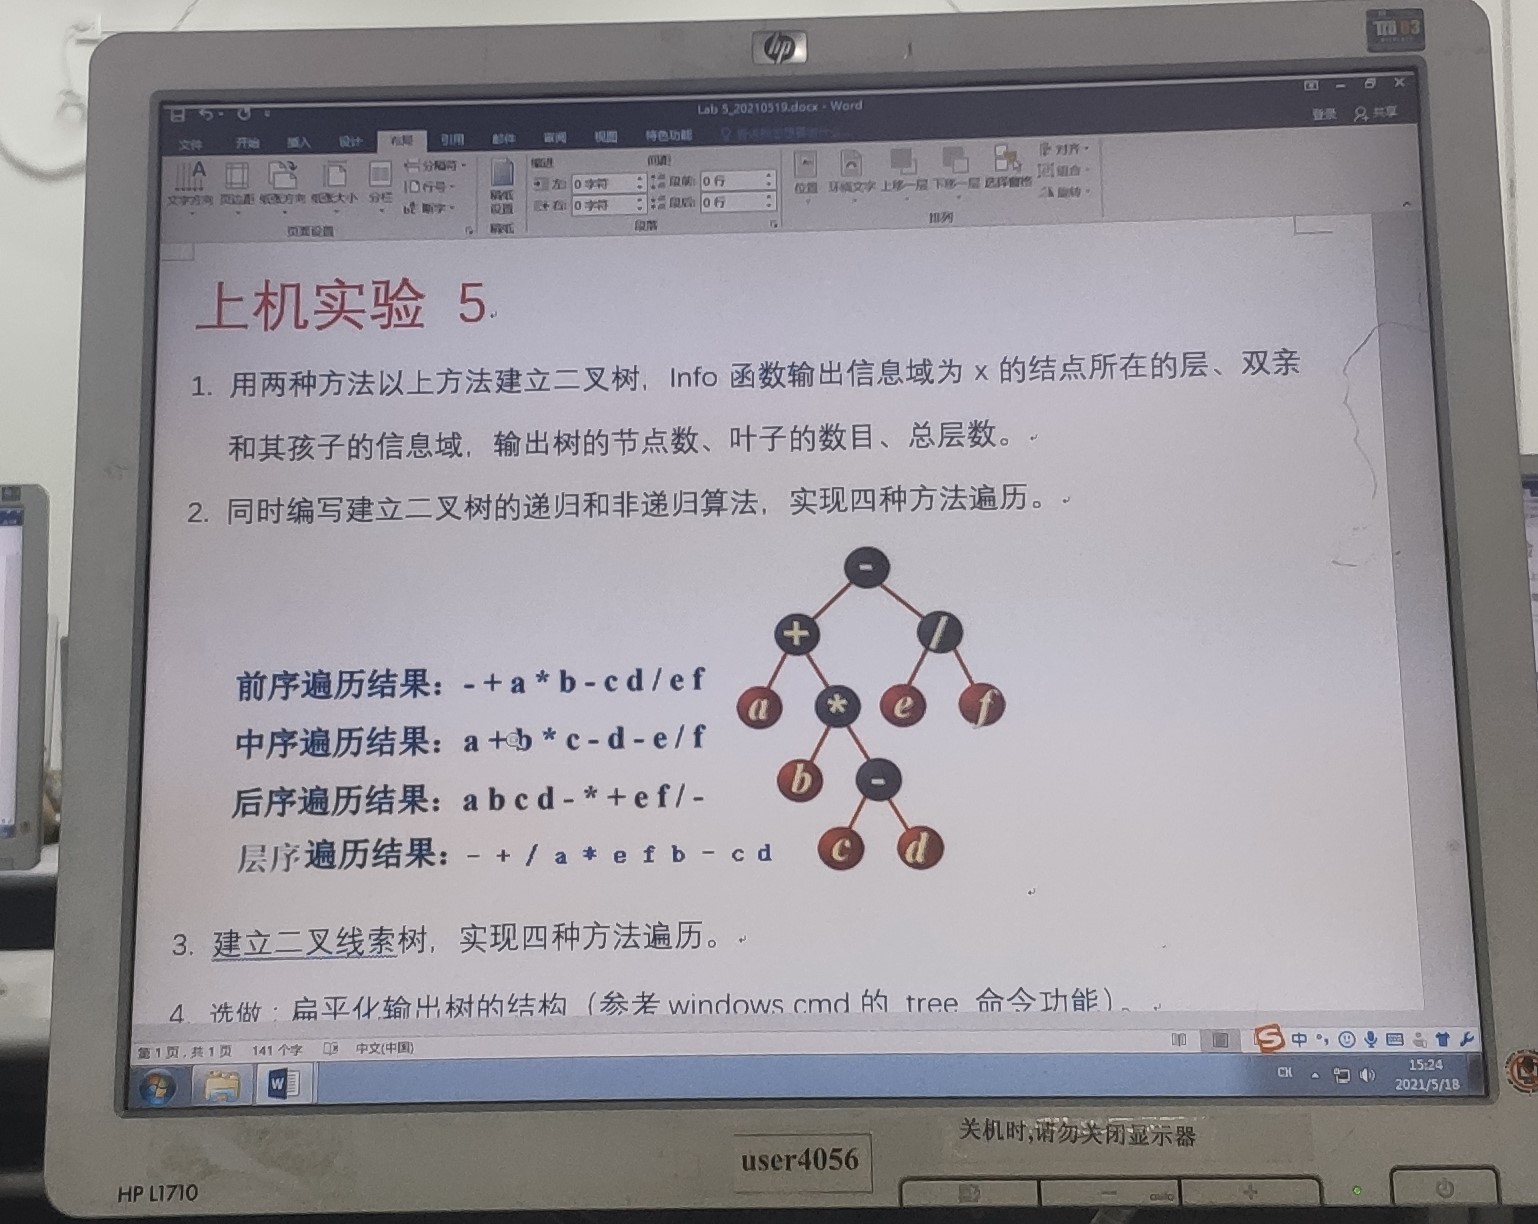 hp
Lab 5_20210519.docx - Word
登录 共享
文件 开始 插入 设计 布局 引用 邮件 审阅 视图 特色功能
分隔符
行号
断字
文字方向 页边距 纸张方向 纸张大小 分栏
稿纸
设置
缩进 间距
左: 0 字符 段前: 0 行
右: 0 字符 段后: 0 行
位置 环绕文字 上移一层 下移一层 选择窗格
对齐
组合
旋转
页面设置 稿纸 段落 排列
上机实验 5
1. 用两种方法以上方法建立二叉树，Info 函数输出信息域为 x 的结点所在的层、双亲
和其孩子的信息域，输出树的节点数、叶子的数目、总层数。
2. 同时编写建立二叉树的递归和非递归算法，实现四种方法遍历。
-
+ /
a * e f
b -
c d
前序遍历结果：- + a * b - c d / e f
中序遍历结果：a + b * c - d - e / f
后序遍历结果：a b c d - * + e f / -
层序遍历结果：- + / a * e f b - c d
3. 建立二叉线索树，实现四种方法遍历。
4. 选做：扁平化输出树的结构（参考 windows cmd 的 tree 命令功能）。
第 1 页，共 1 页 141 个字 中文(中国)
中
CH
15:24
2021/5/18
关机时,请勿关闭显示器
user4056
HP L1710
auto